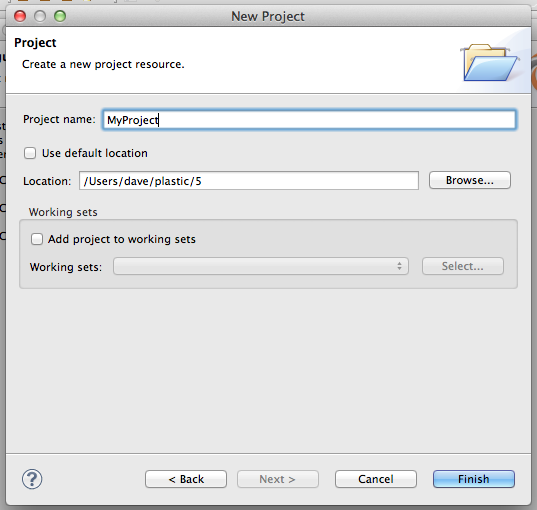 New Project
Project
Create a new project resource.
Project name: MyProject
Use default location
Location: /Users/dave/plastic/5 Browse...
Working sets
Add project to working sets
Working sets: Select...
? < Back Next > Cancel Finish